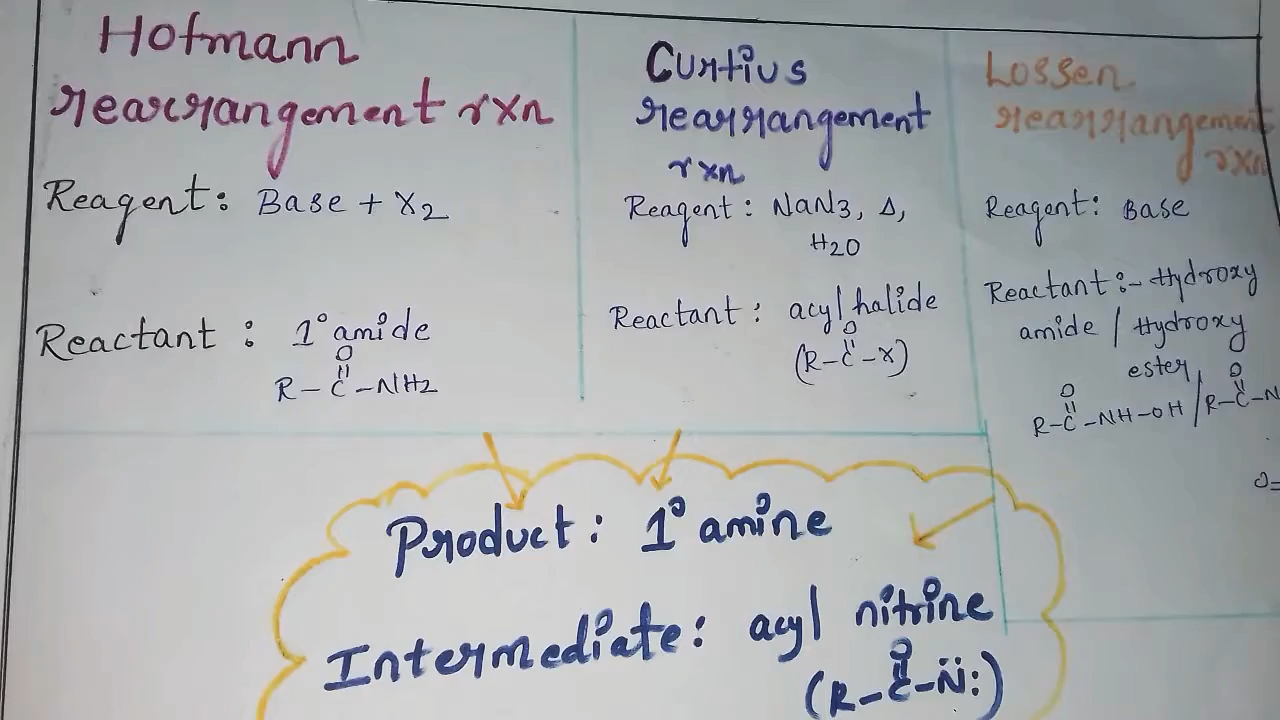 Hofmann
rearrangement rxn
Reagent: Base + X2
Reactant : 1° amide
O
R-C-NH2
Curtius
rearrangement
rxn
Reagent: NaN3, Δ,
H2O
Reactant : acyl halide
O
(R-C-X)
Lossen
rearrangement
rxn
Reagent: Base
Reactant :- Hydroxy
amide / Hydroxy
ester
O O
R-C-NH-OH / R-C-N
O=
Product : 1° amine
Intermediate: acyl nitrine
O
(R-C-N̈:)